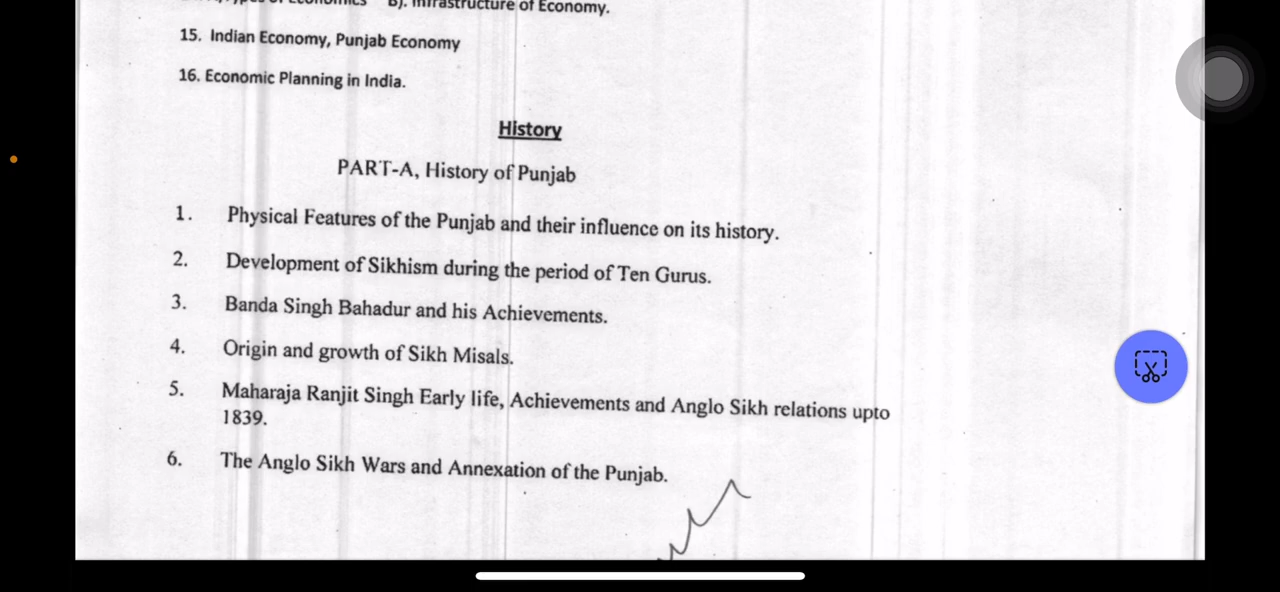 of Economics B). Infrastructure of Economy.
15. Indian Economy, Punjab Economy
16. Economic Planning in India.
History
PART-A, History of Punjab
1. Physical Features of the Punjab and their influence on its history.
2. Development of Sikhism during the period of Ten Gurus.
3. Banda Singh Bahadur and his Achievements.
4. Origin and growth of Sikh Misals.
5. Maharaja Ranjit Singh Early life, Achievements and Anglo Sikh relations upto
1839.
6. The Anglo Sikh Wars and Annexation of the Punjab.